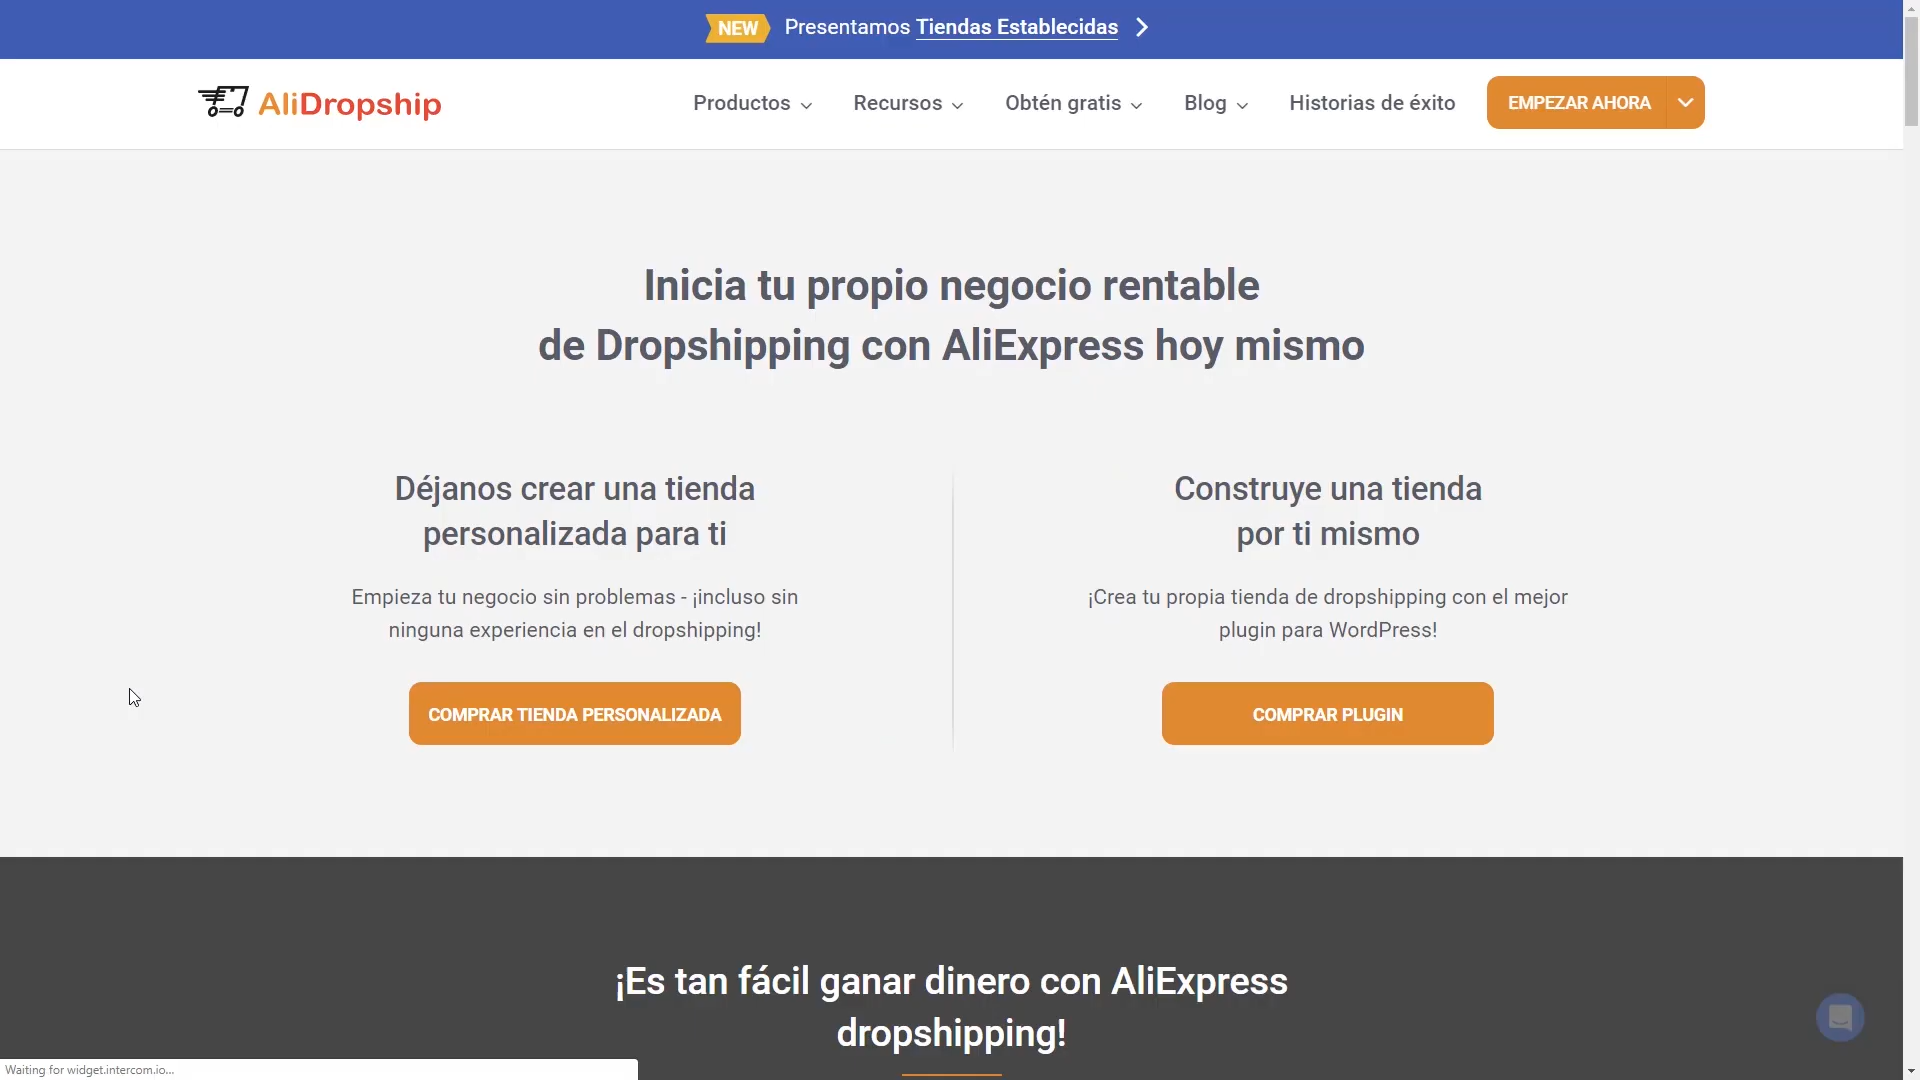 NEW Presentamos Tiendas Establecidas
AliDropship
Productos
Recursos
Obtén gratis
Blog
Historias de éxito
EMPEZAR AHORA
Inicia tu propio negocio rentable
de Dropshipping con AliExpress hoy mismo
Déjanos crear una tienda
personalizada para ti
Empieza tu negocio sin problemas - ¡incluso sin
ninguna experiencia en el dropshipping!
COMPRAR TIENDA PERSONALIZADA
Construye una tienda
por ti mismo
¡Crea tu propia tienda de dropshipping con el mejor
plugin para WordPress!
COMPRAR PLUGIN
¡Es tan fácil ganar dinero con AliExpress
dropshipping!
Waiting for widget.intercom.io...